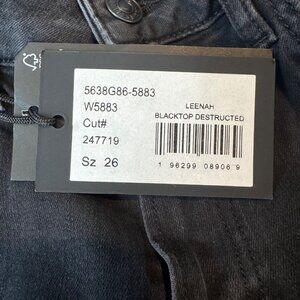 5638G86-5883
W5883
Cut#
247719
Sz 26
LEENAH
BLACKTOP DESTRUCTED
1 96299 08906 9